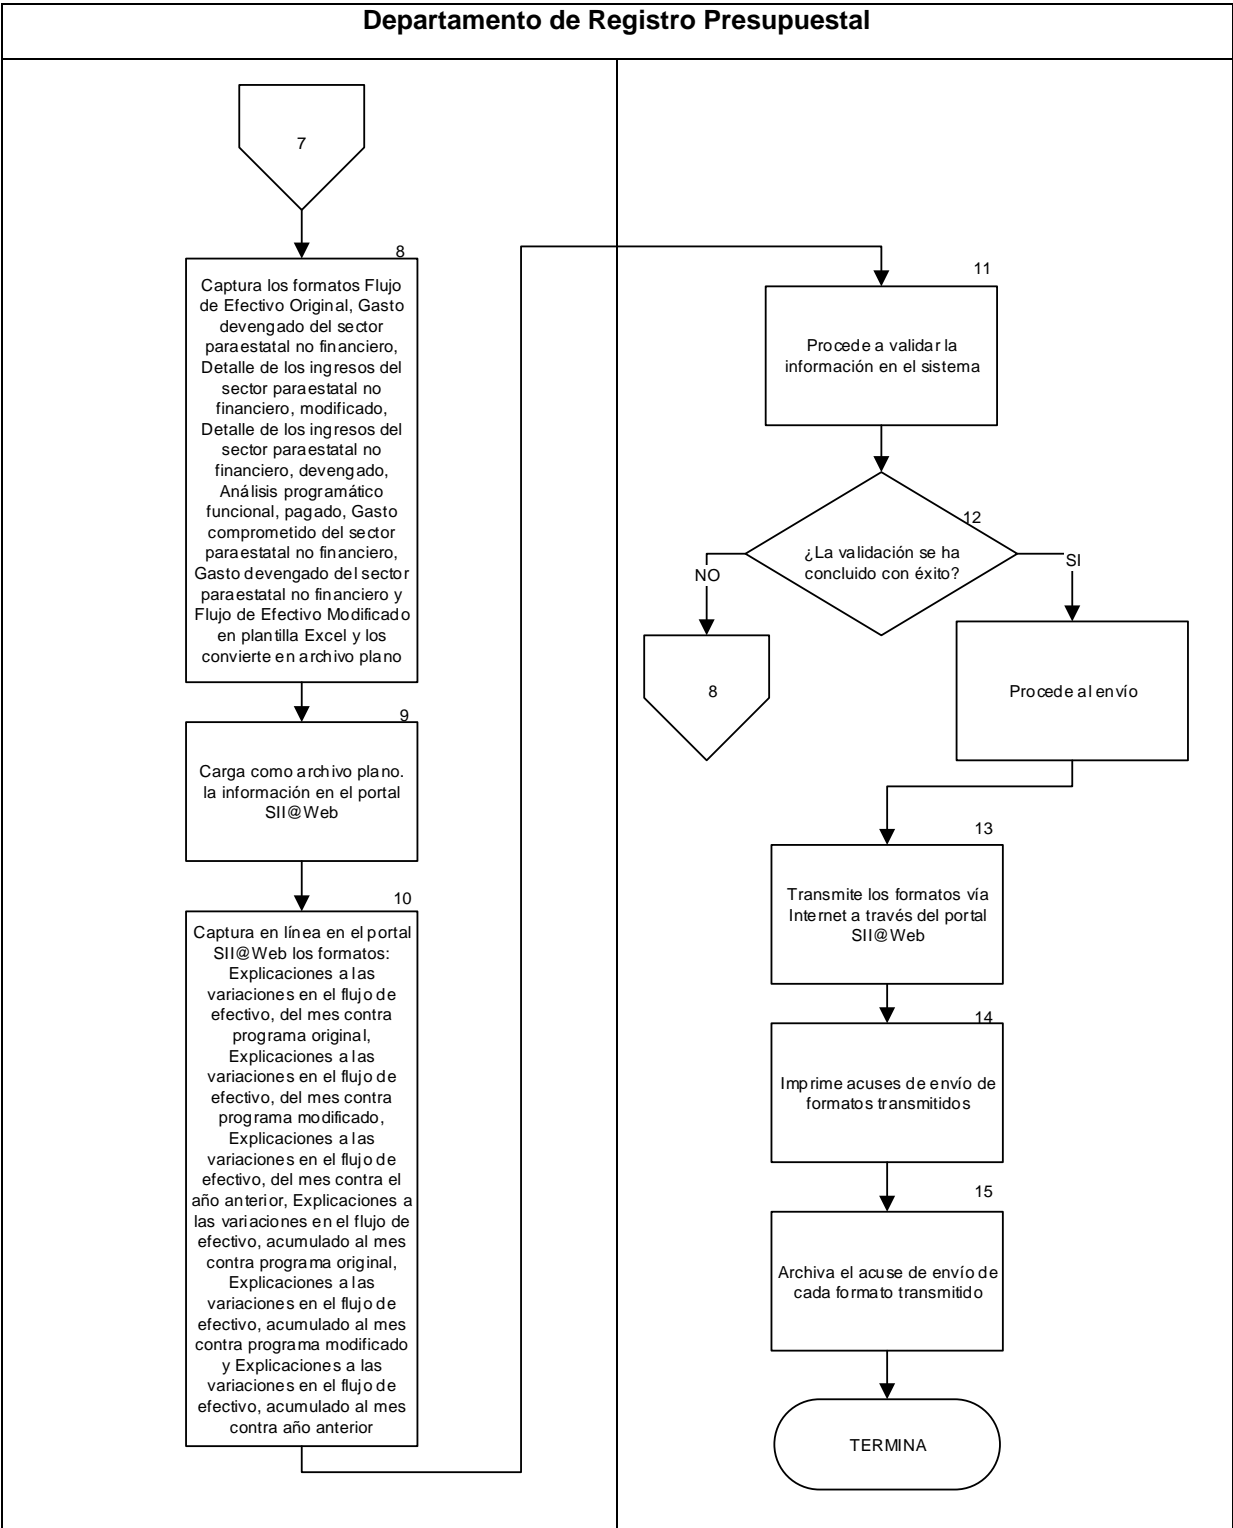 Departamento de Registro Presupuestal
7
8
Captura los formatos Flujo
de Efectivo Original, Gasto
devengado del sector
paraestatal no financiero,
Detalle de los ingresos del
sector paraestatal no
financiero, modificado,
Detalle de los ingresos del
sector paraestatal no
financiero, devengado,
Análisis programático
funcional, pagado, Gasto
comprometido del sector
paraestatal no financiero,
Gasto devengado del sector
paraestatal no financiero y
Flujo de Efectivo Modificado
en plantilla Excel y los
convierte en archivo plano
9
Carga como archivo plano.
la información en el portal
SII@Web
10
Captura en línea en el portal
SII@Web los formatos:
Explicaciones a las
variaciones en el flujo de
efectivo, del mes contra
programa original,
Explicaciones a las
variaciones en el flujo de
efectivo, del mes contra
programa modificado,
Explicaciones a las
variaciones en el flujo de
efectivo, del mes contra el
año anterior, Explicaciones a
las variaciones en el flujo de
efectivo, acumulado al mes
contra programa original,
Explicaciones a las
variaciones en el flujo de
efectivo, acumulado al mes
contra programa modificado
y Explicaciones a las
variaciones en el flujo de
efectivo, acumulado al mes
contra año anterior
11
Procede a validar la
información en el sistema
12
¿La validación se ha
concluido con éxito?
NO
SI
8
Procede al envío
13
Transmite los formatos vía
Internet a través del portal
SII@Web
14
Imprime acuses de envío de
formatos transmitidos
15
Archiva el acuse de envío de
cada formato transmitido
TERMINA